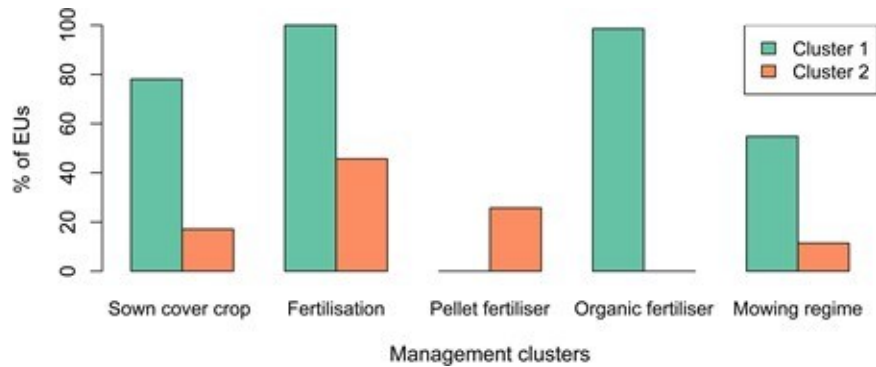 % of EUs
100
80
60
40
20
0
Cluster 1
Cluster 2
Sown cover crop Fertilisation Pellet fertiliser Organic fertiliser Mowing regime
Management clusters